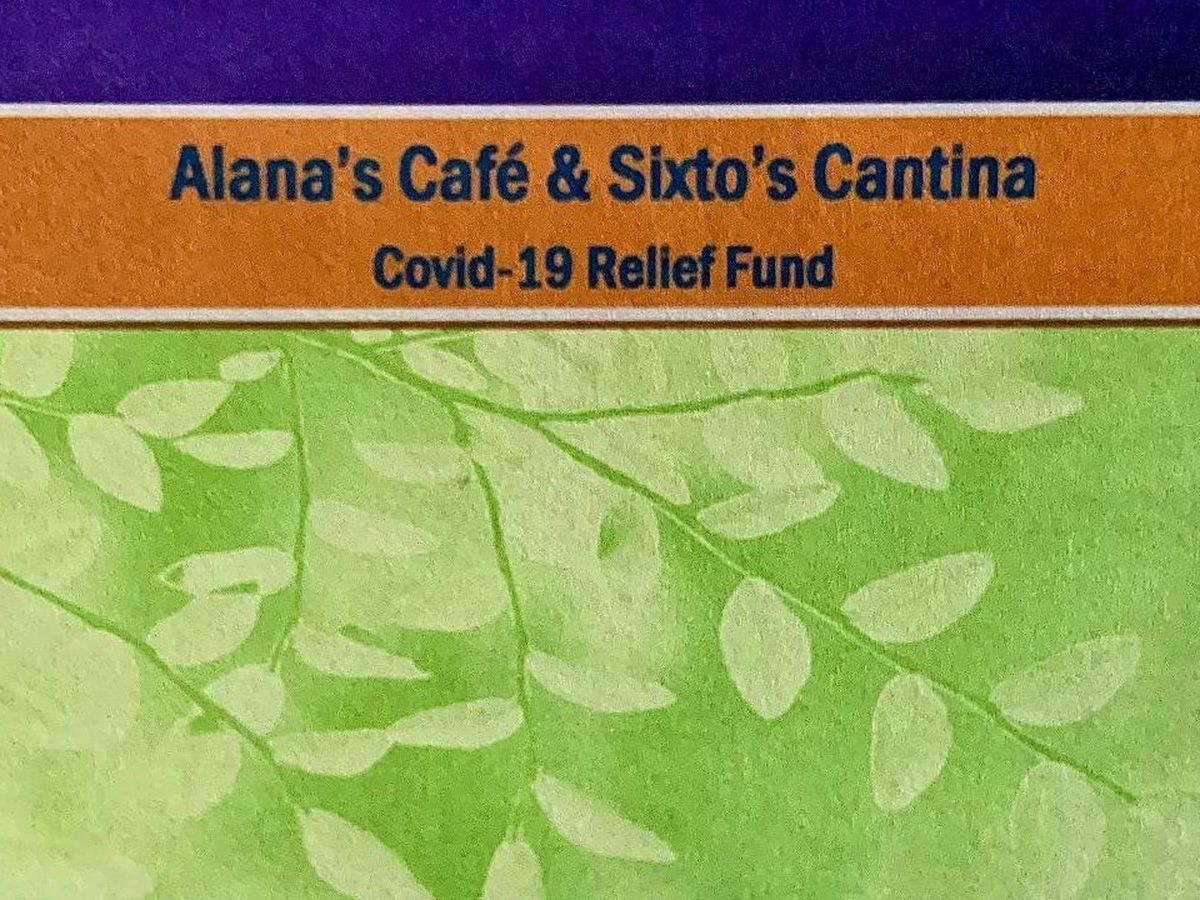 Alana's Café & Sixto's Cantina
Covid-19 Relief Fund